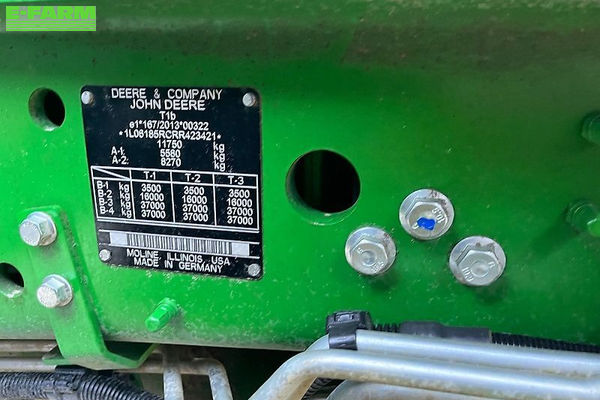 E-FARM
DEERE & COMPANY
JOHN DEERE
T1b
e1*167/2013*00322
*1L06185RCRR423421*
11750 kg
A-1: 5580 kg
A-2: 8270 kg
T-1 T-2 T-3
B-1 kg 3500 3500 3500
B-2 kg 16000 16000 16000
B-3 kg 37000 37000 37000
B-4 kg 37000 37000 37000
MOLINE, ILLINOIS, USA
MADE IN GERMANY